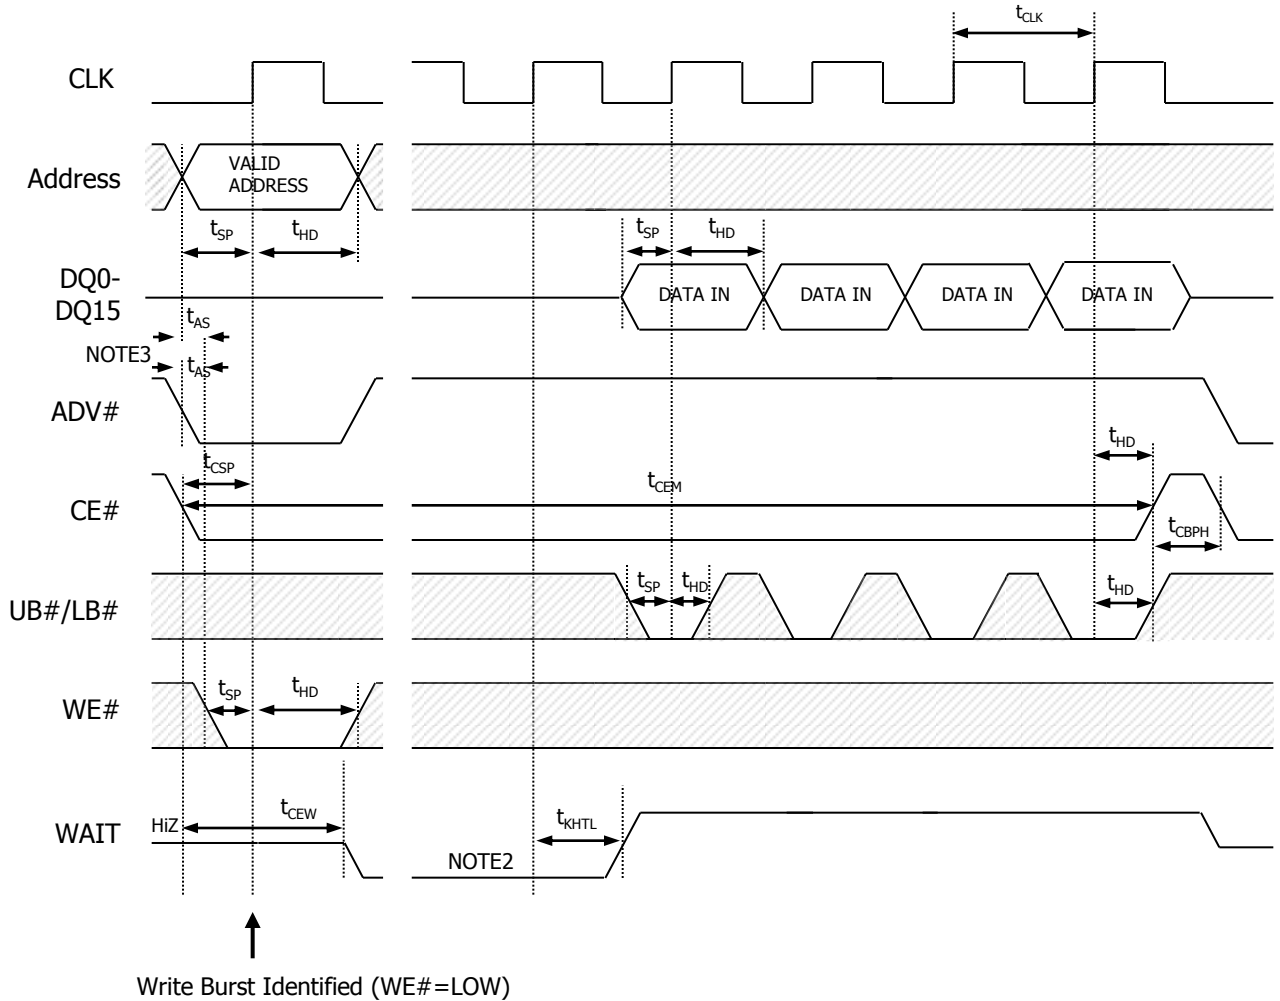 tCLK
CLK
Address
VALID
ADDRESS
tSP
tHD
tSP
tHD
DQ0-
DQ15
DATA IN
DATA IN
DATA IN
DATA IN
tAS
NOTE3
tAS
ADV#
tHD
tCSP
tCEM
CE#
tCBPH
UB#/LB#
tSP
tHD
tHD
WE#
tSP
tHD
WAIT
HiZ
tCEW
tKHTL
NOTE2
Write Burst Identified (WE#=LOW)